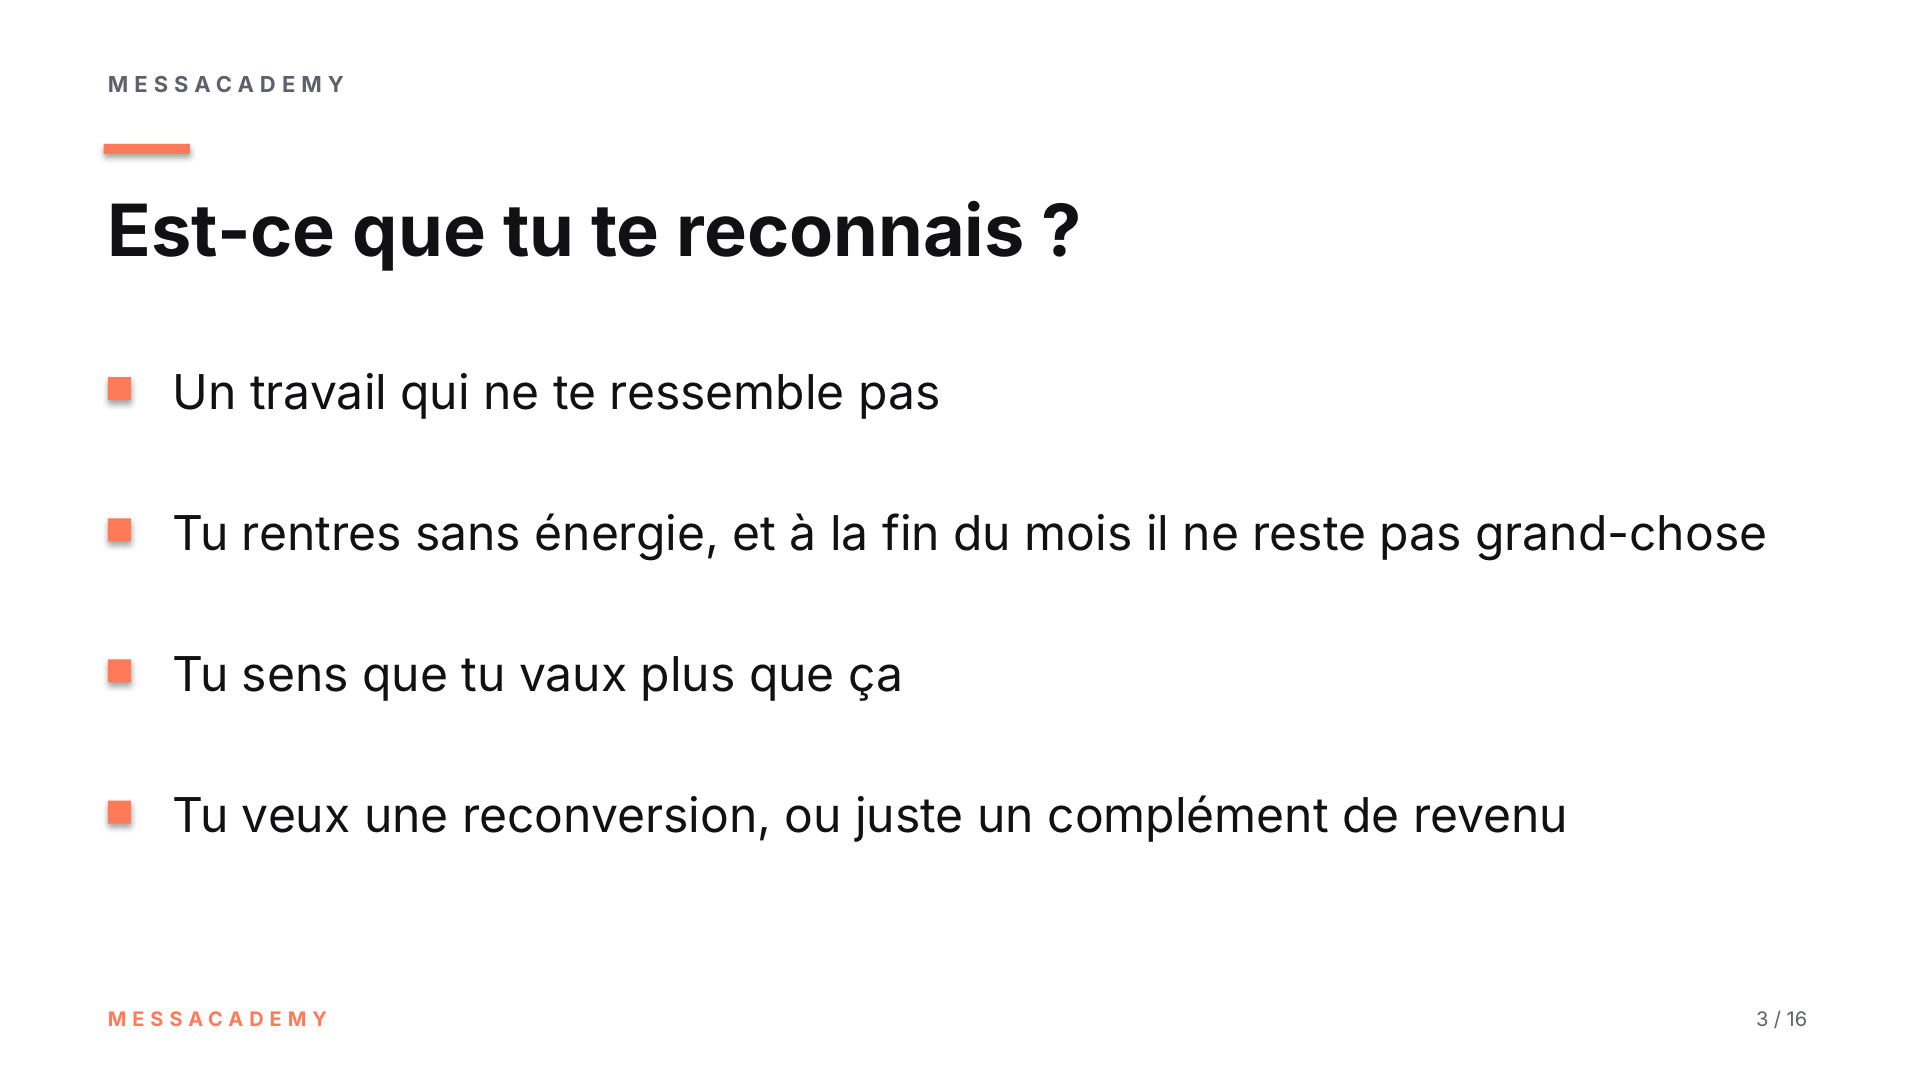 MESSACADEMY
Est-ce que tu te reconnais ?
Un travail qui ne te ressemble pas
Tu rentres sans énergie, et à la fin du mois il ne reste pas grand-chose
Tu sens que tu vaux plus que ça
Tu veux une reconversion, ou juste un complément de revenu
MESSACADEMY
3 / 16